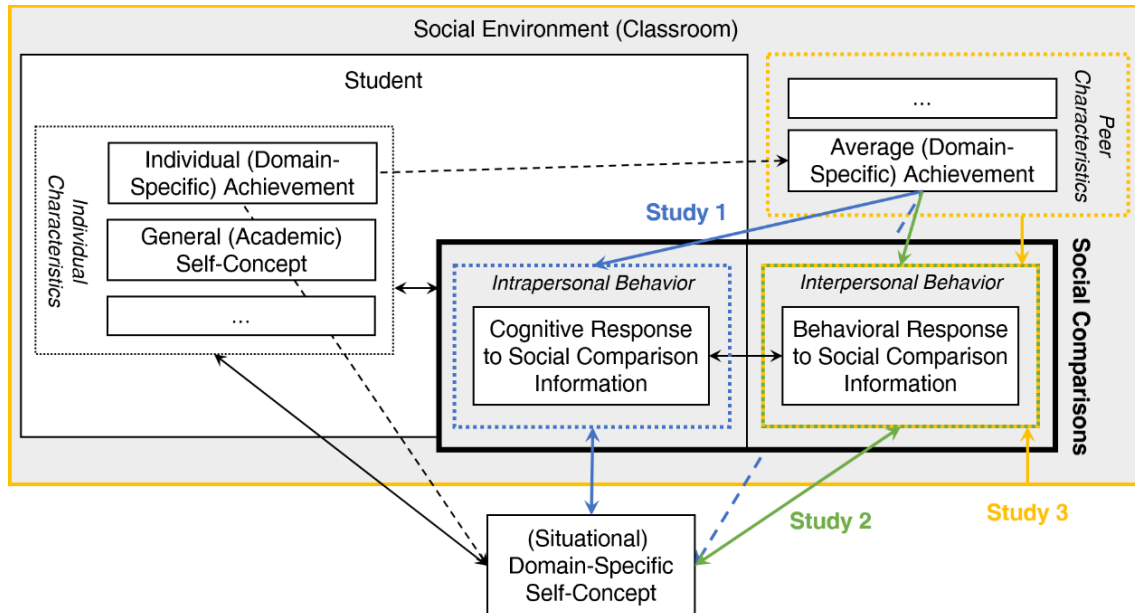 Social Environment (Classroom)
Student
Individual
Characteristics
Individual (Domain-
Specific) Achievement
General (Academic)
Self-Concept
...
Peer
Characteristics
...
Average (Domain-
Specific) Achievement
Study 1
Social Comparisons
Intrapersonal Behavior
Cognitive Response
to Social Comparison
Information
Interpersonal Behavior
Behavioral Response
to Social Comparison
Information
Study 2
Study 3
(Situational)
Domain-Specific
Self-Concept